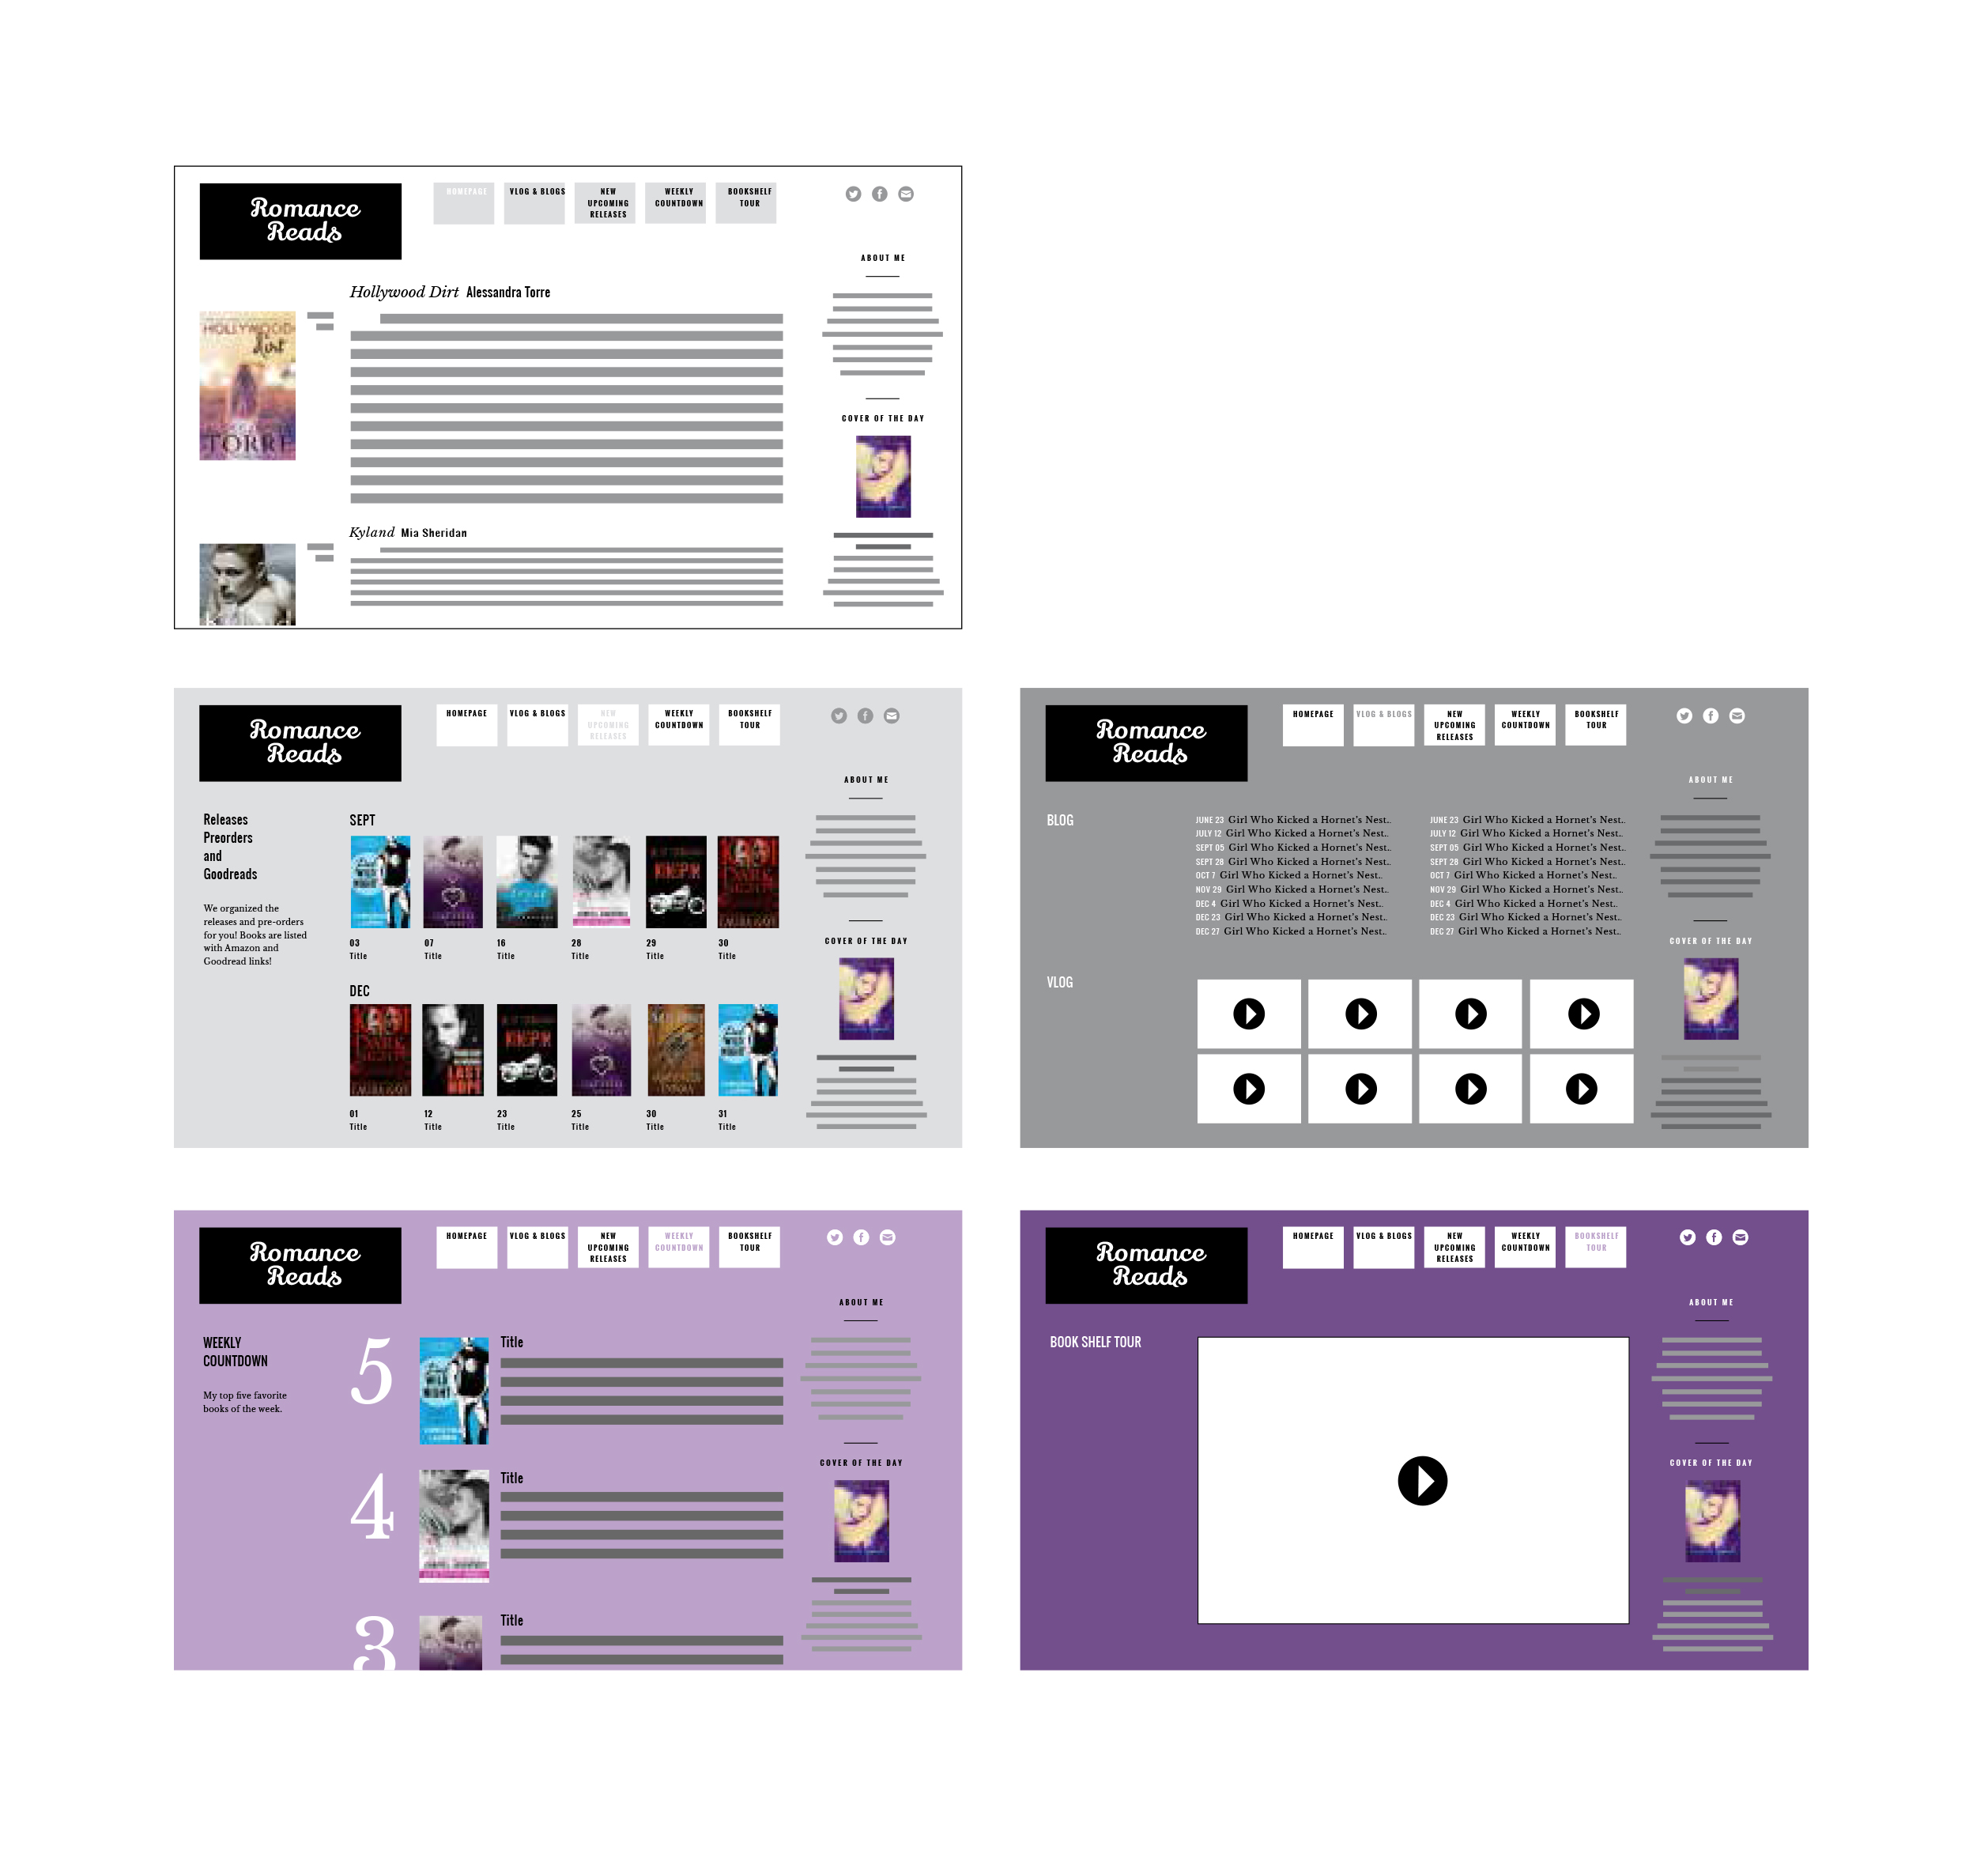 Romance
Reads
HOMEPAGE
VLOG & BLOGS
NEW
UPCOMING
RELEASES
WEEKLY
COUNTDOWN
BOOKSHELF
TOUR
ABOUT ME
Hollywood Dirt Alessandra Torre
HOLLYWOOD
dirt
TORRE
COVER OF THE DAY
Kyland Mia Sheridan
Romance
Reads
HOMEPAGE
VLOG & BLOGS
NEW
UPCOMING
RELEASES
WEEKLY
COUNTDOWN
BOOKSHELF
TOUR
ABOUT ME
Releases
Preorders
and
Goodreads
We organized the
releases and pre-orders
for you! Books are listed
with Amazon and
Goodread links!
SEPT
03
Title
07
Title
16
Title
28
Title
29
Title
30
Title
DEC
01
Title
12
Title
23
Title
25
Title
30
Title
31
Title
COVER OF THE DAY
Romance
Reads
HOMEPAGE
VLOG & BLOGS
NEW
UPCOMING
RELEASES
WEEKLY
COUNTDOWN
BOOKSHELF
TOUR
ABOUT ME
BLOG
JUNE 23 Girl Who Kicked a Hornet's Nest..
JULY 12 Girl Who Kicked a Hornet's Nest..
SEPT 05 Girl Who Kicked a Hornet's Nest..
SEPT 28 Girl Who Kicked a Hornet's Nest..
OCT 7 Girl Who Kicked a Hornet's Nest..
NOV 29 Girl Who Kicked a Hornet's Nest..
DEC 4 Girl Who Kicked a Hornet's Nest..
DEC 23 Girl Who Kicked a Hornet's Nest..
DEC 27 Girl Who Kicked a Hornet's Nest..
JUNE 23 Girl Who Kicked a Hornet's Nest..
JULY 12 Girl Who Kicked a Hornet's Nest..
SEPT 05 Girl Who Kicked a Hornet's Nest..
SEPT 28 Girl Who Kicked a Hornet's Nest..
OCT 7 Girl Who Kicked a Hornet's Nest..
NOV 29 Girl Who Kicked a Hornet's Nest..
DEC 4 Girl Who Kicked a Hornet's Nest..
DEC 23 Girl Who Kicked a Hornet's Nest..
DEC 27 Girl Who Kicked a Hornet's Nest..
COVER OF THE DAY
VLOG
Romance
Reads
HOMEPAGE
VLOG & BLOGS
NEW
UPCOMING
RELEASES
WEEKLY
COUNTDOWN
BOOKSHELF
TOUR
ABOUT ME
WEEKLY
COUNTDOWN
My top five favorite
books of the week.
5
Title
4
Title
3
Title
COVER OF THE DAY
Romance
Reads
HOMEPAGE
VLOG & BLOGS
NEW
UPCOMING
RELEASES
WEEKLY
COUNTDOWN
BOOKSHELF
TOUR
ABOUT ME
BOOK SHELF TOUR
COVER OF THE DAY